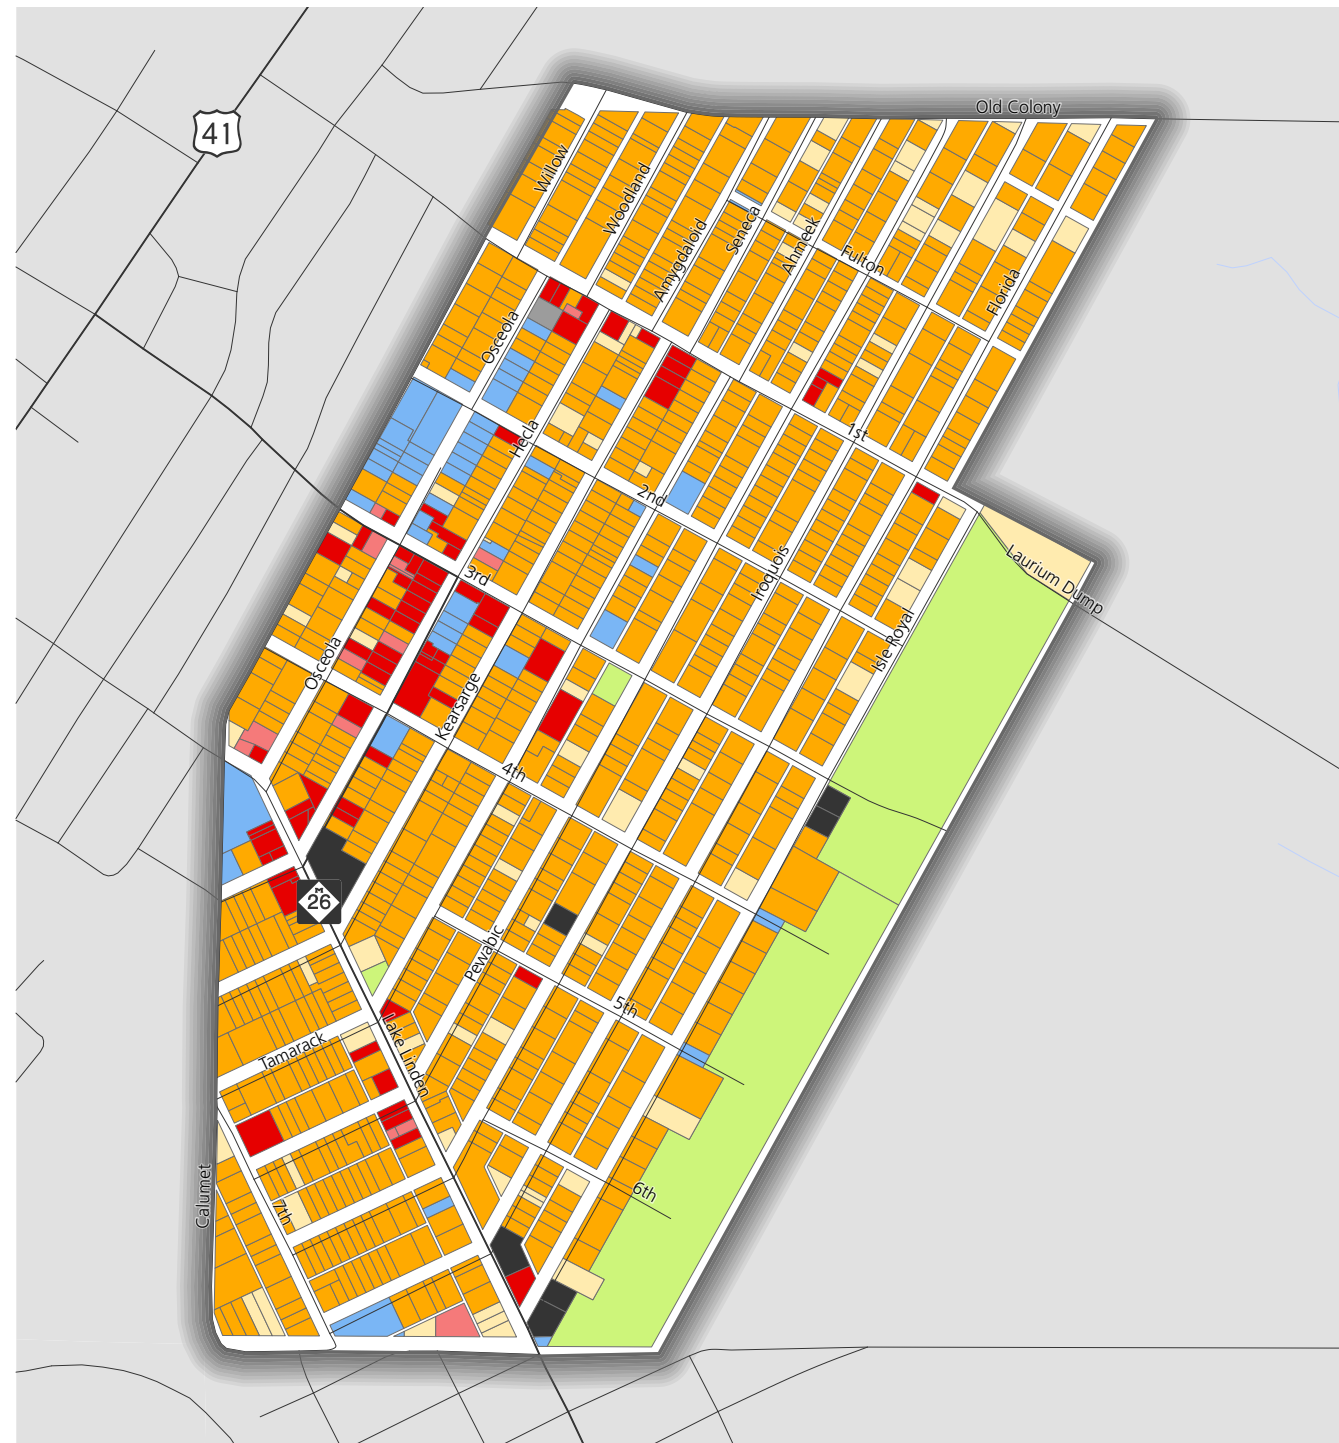 Old Colony
41
Willow
Woodland
Amygdaloid
Seneca
Ahmeek
Fulton
Florida
Osceola
Hecla
1st
2nd
Iroquois
Laurium Dump
3rd
Isle Royal
Osceola
Kearsarge
4th
M
26
Pewabic
5th
Tamarack
Lake Linden
Calumet
7th
6th